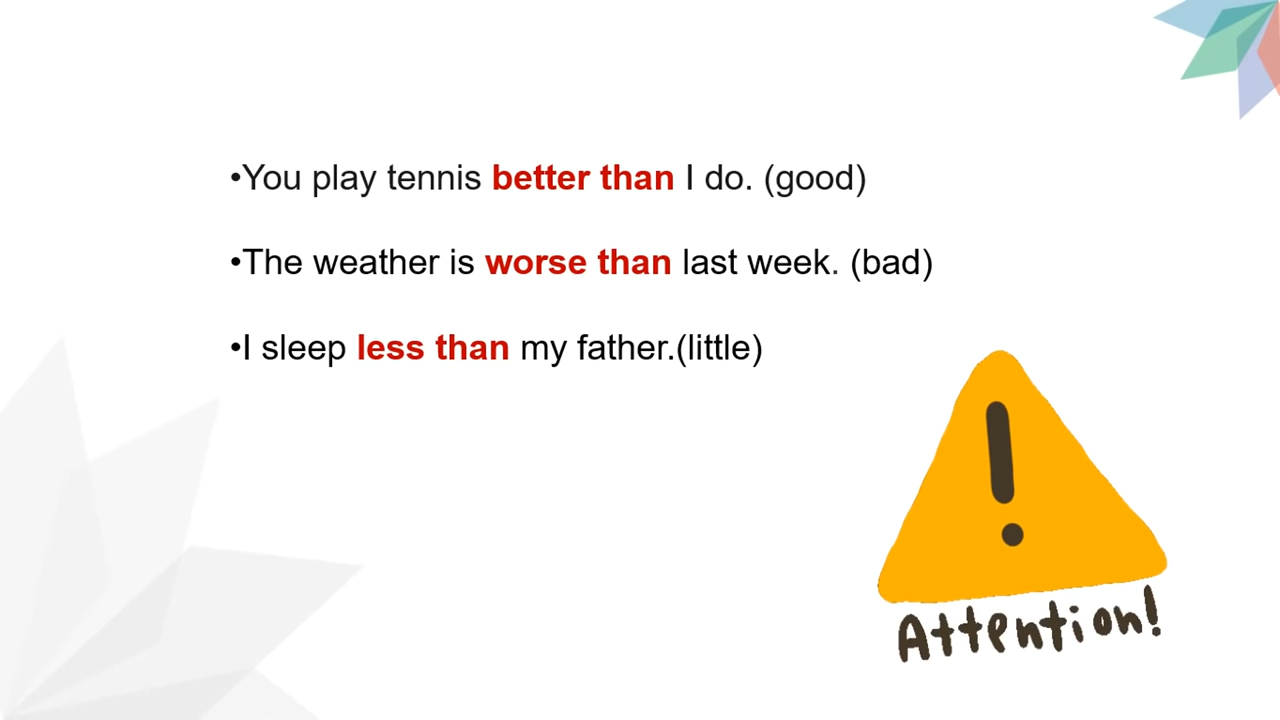 •You play tennis better than I do. (good)
•The weather is worse than last week. (bad)
•I sleep less than my father.(little)
Attention!